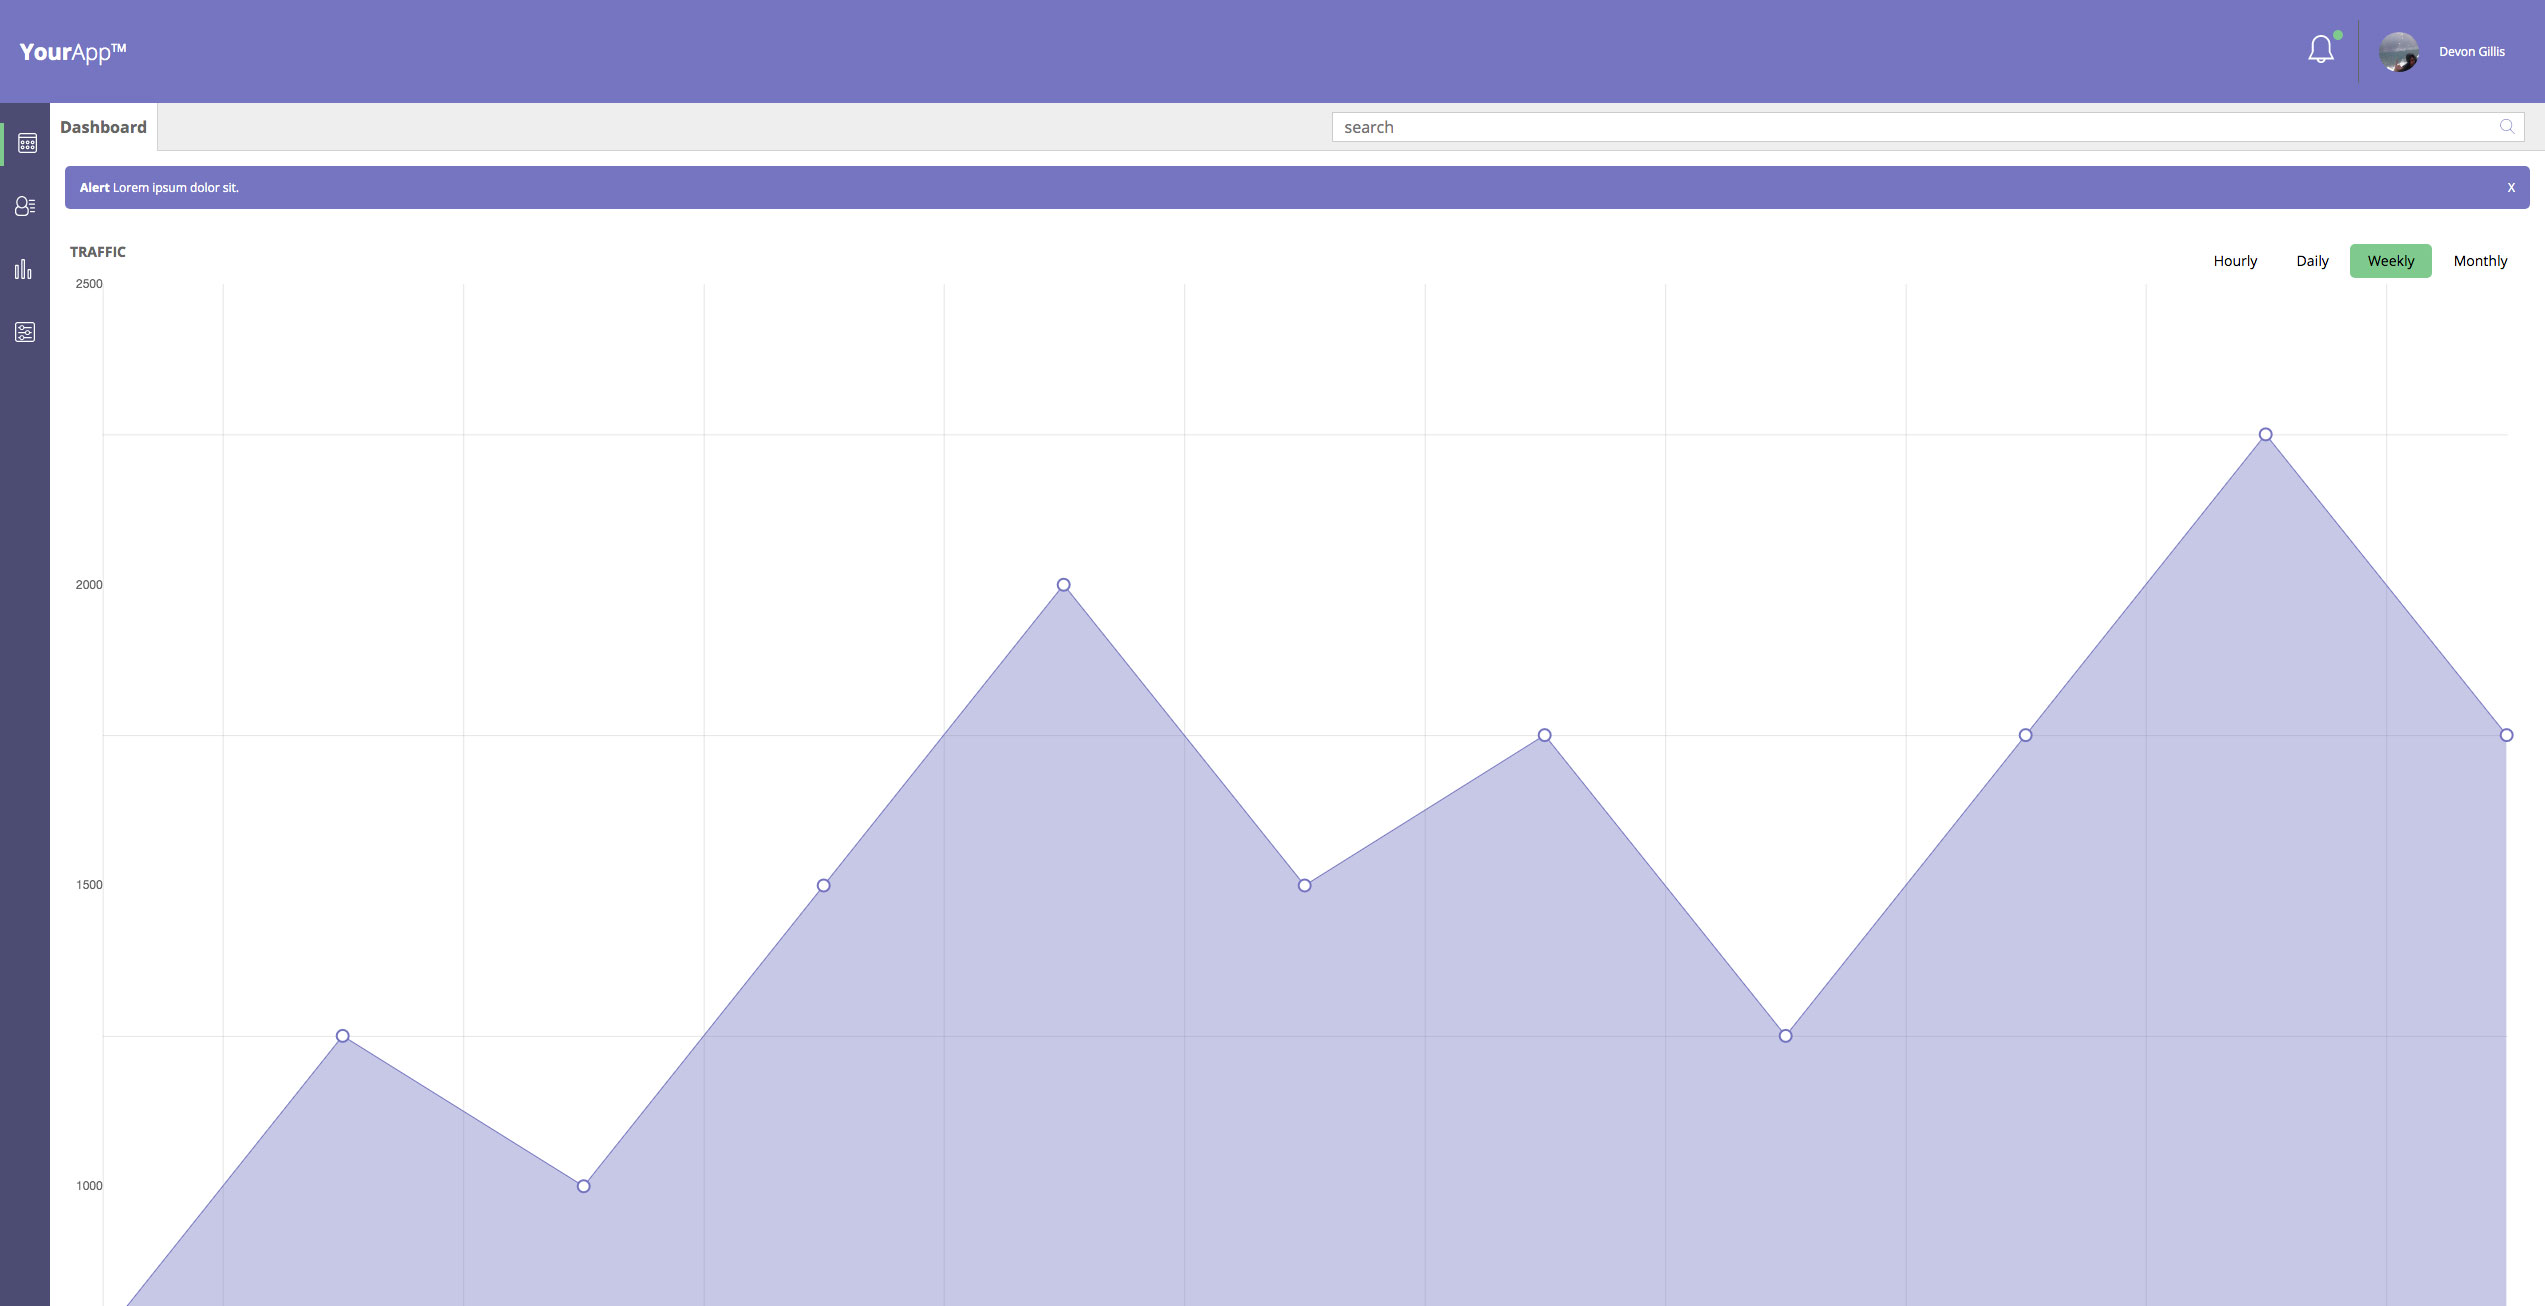 YourApp™
Devon Gillis
Dashboard
search
Alert Lorem ipsum dolor sit.
X
TRAFFIC
Hourly Daily Weekly Monthly
2500
2000
1500
1000